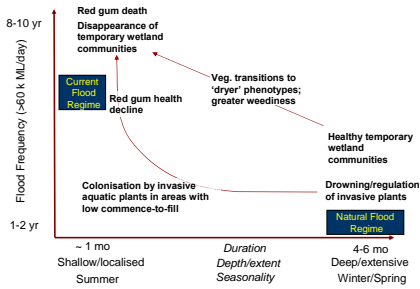 8-10 yr
Red gum death
Disappearance of
temporary wetland
communities
Flood Frequency (>60 k ML/day)
Current
Flood
Regime
Red gum health
decline
Veg. transitions to
‘dryer’ phenotypes;
greater weediness
Healthy temporary
wetland
communities
Colonisation by invasive
aquatic plants in areas with
low commence-to-fill
Drowning/regulation
of invasive plants
Natural Flood
Regime
1-2 yr
~ 1 mo
Duration
4-6 mo
Shallow/localised
Depth/extent
Deep/extensive
Summer
Seasonality
Winter/Spring